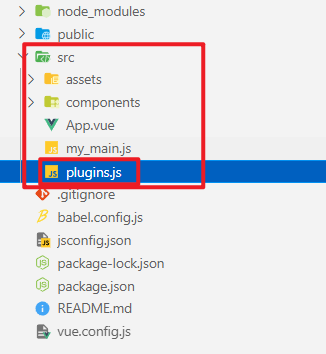 node_modules
public
src
assets
components
App.vue
my_main.js
plugins.js
.gitignore
babel.config.js
jsconfig.json
package-lock.json
package.json
README.md
vue.config.js